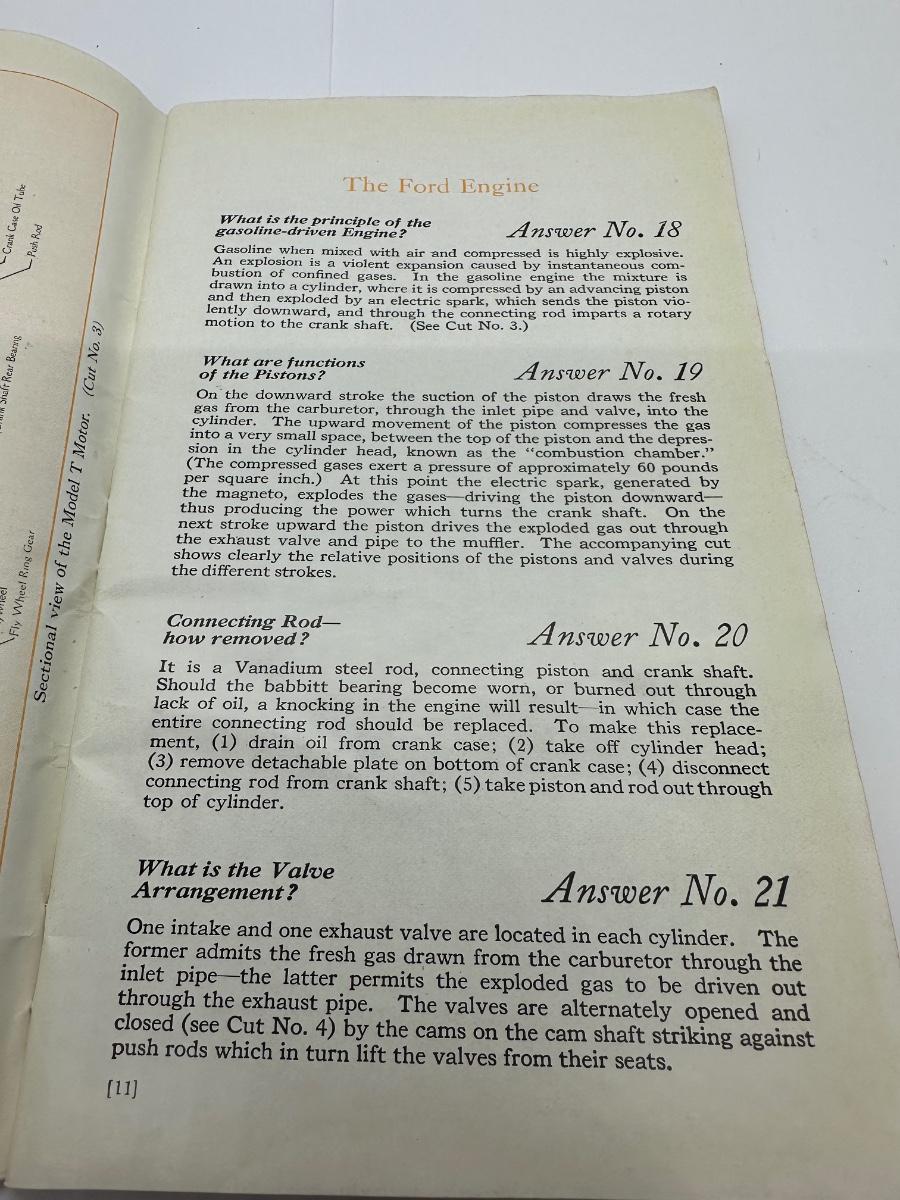 Crank Case Oil Tube
Push Rod
Shaft Rear Bearing
Wheel
Fly Wheel Ring Gear
Sectional view of the Model T Motor. (Cut No. 3)
The Ford Engine
What is the principle of the
gasoline-driven Engine?
Answer No. 18
Gasoline when mixed with air and compressed is highly explosive.
An explosion is a violent expansion caused by instantaneous com-
bustion of confined gases. In the gasoline engine the mixture is
drawn into a cylinder, where it is compressed by an advancing piston
and then exploded by an electric spark, which sends the piston vio-
lently downward, and through the connecting rod imparts a rotary
motion to the crank shaft. (See Cut No. 3.)
What are functions
of the Pistons?
Answer No. 19
On the downward stroke the suction of the piston draws the fresh
gas from the carburetor, through the inlet pipe and valve, into the
cylinder. The upward movement of the piston compresses the gas
into a very small space, between the top of the piston and the depres-
sion in the cylinder head, known as the “combustion chamber.”
(The compressed gases exert a pressure of approximately 60 pounds
per square inch.) At this point the electric spark, generated by
the magneto, explodes the gases—driving the piston downward—
thus producing the power which turns the crank shaft. On the
next stroke upward the piston drives the exploded gas out through
the exhaust valve and pipe to the muffler. The accompanying cut
shows clearly the relative positions of the pistons and valves during
the different strokes.
Connecting Rod—
how removed?
Answer No. 20
It is a Vanadium steel rod, connecting piston and crank shaft.
Should the babbitt bearing become worn, or burned out through
lack of oil, a knocking in the engine will result—in which case the
entire connecting rod should be replaced. To make this replace-
ment, (1) drain oil from crank case; (2) take off cylinder head;
(3) remove detachable plate on bottom of crank case; (4) disconnect
connecting rod from crank shaft; (5) take piston and rod out through
top of cylinder.
What is the Valve
Arrangement?
Answer No. 21
One intake and one exhaust valve are located in each cylinder. The
former admits the fresh gas drawn from the carburetor through the
inlet pipe—the latter permits the exploded gas to be driven out
through the exhaust pipe. The valves are alternately opened and
closed (see Cut No. 4) by the cams on the cam shaft striking against
push rods which in turn lift the valves from their seats.
[11]